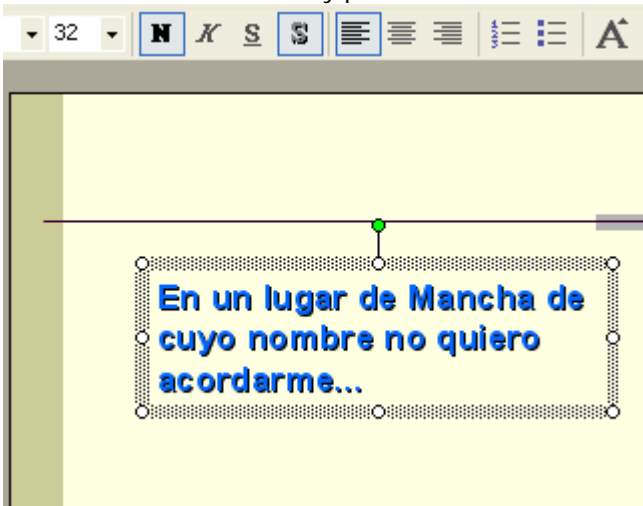 32 N K S S A
En un lugar de Mancha de
cuyo nombre no quiero
acordarme...